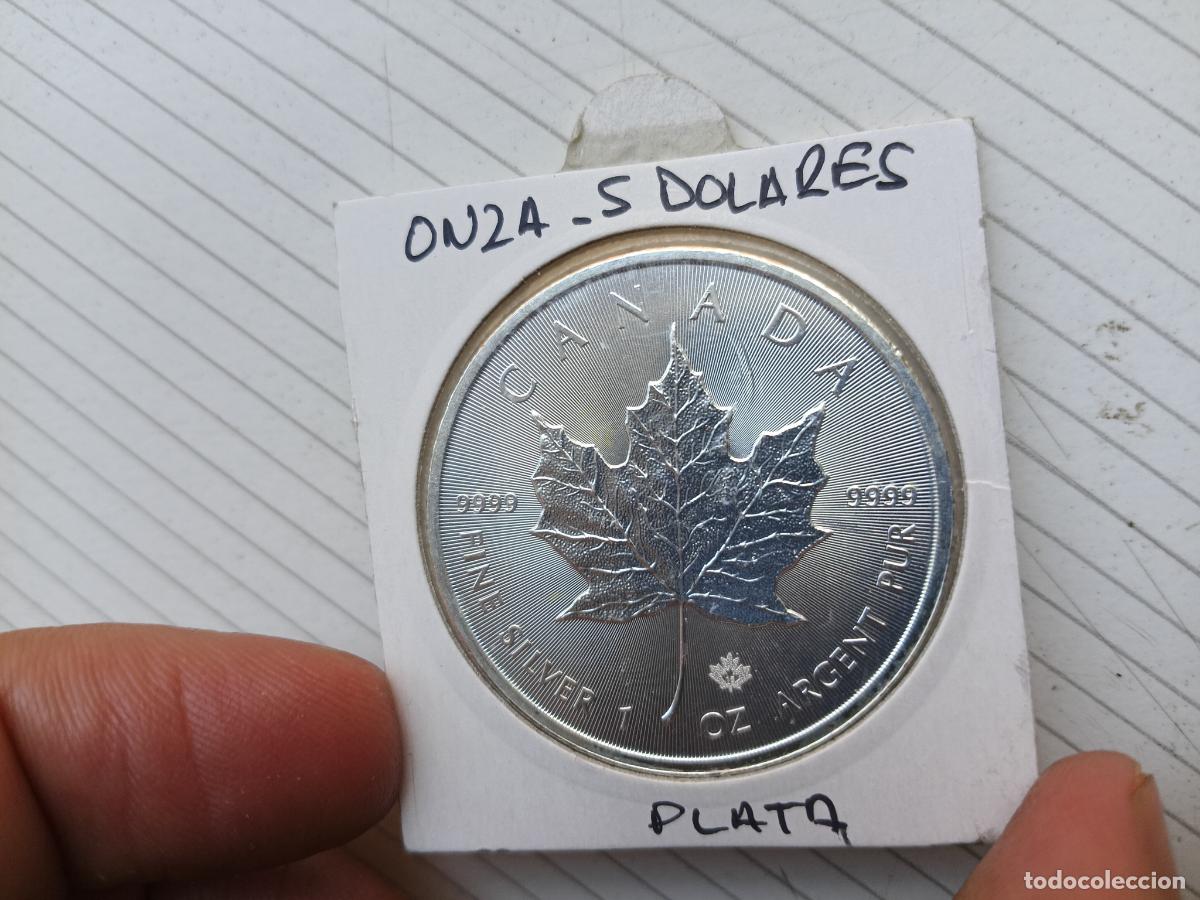 ONZA - 5 DOLARES
CANADA
9999 9999
FINE SILVER 1 OZ ARGENT PUR
PLATA
todocoleccion